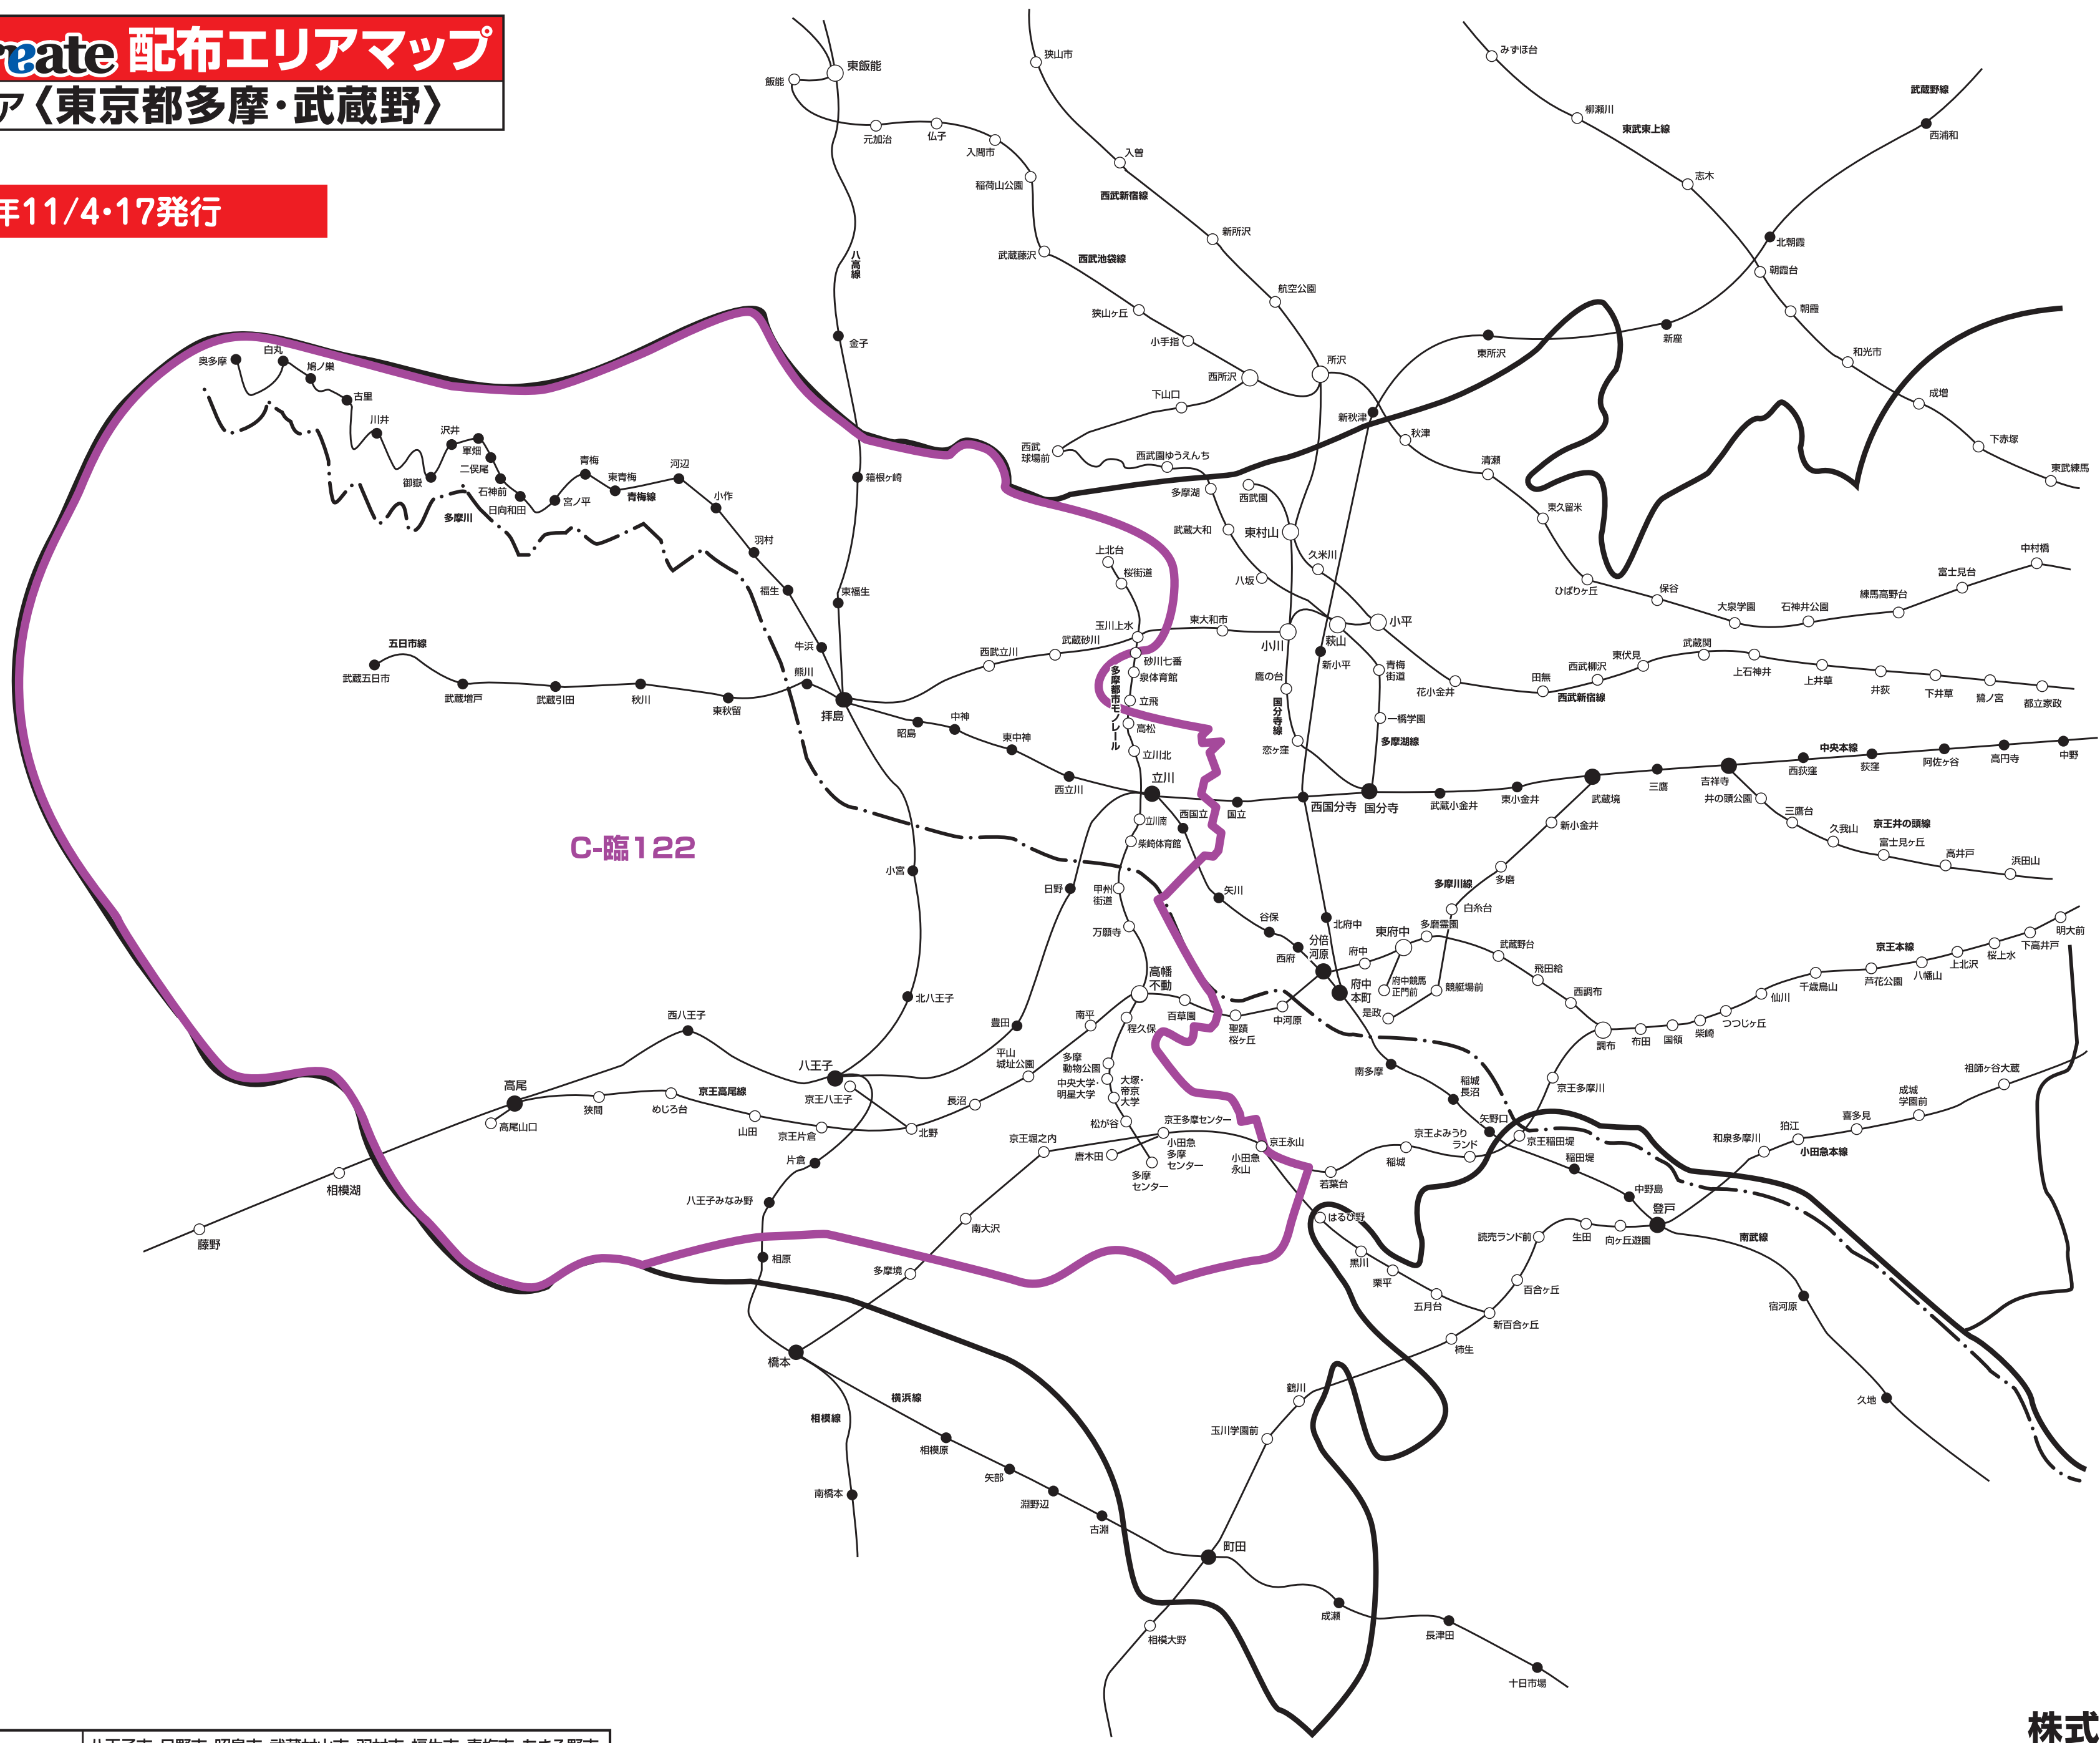 reate 配布エリアマップ
ア〈東京都多摩・武蔵野〉
年11/4・17発行
飯能
東飯能
元加治
仏子
入間市
稲荷山公園
武蔵藤沢
西武池袋線
狭山ヶ丘
小手指
西所沢
下山口
西武
球場前
狭山市
入曽
西武新宿線
新所沢
航空公園
所沢
みずほ台
柳瀬川
東武東上線
志木
武蔵野線
西浦和
北朝霞
朝霞台
朝霞
和光市
成増
下赤塚
東武練馬
新座
東所沢
新秋津
秋津
清瀬
東久留米
ひばりヶ丘
保谷
大泉学園
石神井公園
練馬高野台
富士見台
中村橋
八高線
金子
箱根ヶ崎
東福生
奥多摩
白丸
鳩ノ巣
古里
川井
御嶽
沢井
軍畑
二俣尾
石神前
日向和田
宮ノ平
青梅
東青梅
青梅線
河辺
小作
羽村
福生
牛浜
多摩川
西武園ゆうえんち
多摩湖
西武園
武蔵大和
東村山
久米川
八坂
上北台
桜街道
玉川上水
東大和市
小川
萩山
小平
武蔵砂川
西武立川
砂川七番
泉体育館
立飛
高松
立川北
多摩都市モノレール
鷹の台
新小平
国分寺線
恋ヶ窪
青梅
街道
一橋学園
多摩湖線
花小金井
田無
西武新宿線
西武柳沢
東伏見
武蔵関
上石神井
上井草
井荻
下井草
鷺ノ宮
都立家政
五日市線
武蔵五日市
武蔵増戸
武蔵引田
秋川
東秋留
熊川
拝島
昭島
中神
東中神
西立川
立川
西国立
国立
西国分寺
国分寺
武蔵小金井
東小金井
武蔵境
三鷹
吉祥寺
西荻窪
中央本線
荻窪
阿佐ヶ谷
高円寺
中野
井の頭公園
三鷹台
久我山
京王井の頭線
富士見ヶ丘
高井戸
浜田山
新小金井
多磨
多摩川線
白糸台
競艇場前
是政
C-臨122
小宮
北八王子
日野
豊田
立川南
柴崎体育館
甲州
街道
万願寺
高幡
不動
矢川
谷保
西府
分倍
河原
北府中
府中
府中
本町
東府中
府中競馬
正門前
多磨霊園
武蔵野台
飛田給
西調布
調布
布田
国領
柴崎
つつじヶ丘
仙川
千歳烏山
芦花公園
京王本線
八幡山
上北沢
桜上水
下高井戸
明大前
百草園
聖蹟
桜ヶ丘
中河原
南平
平山
城址公園
長沼
北野
程久保
多摩
動物公園
中央大学・
明星大学
大塚・
帝京
大学
松が谷
多摩
センター
西八王子
八王子
京王八王子
高尾
高尾山口
狭間
めじろ台
京王高尾線
山田
京王片倉
片倉
八王子みなみ野
相原
相模湖
藤野
京王堀之内
南大沢
多摩境
唐木田
京王多摩センター
小田急
多摩
センター
京王永山
小田急
永山
若葉台
稲城
京王よみうり
ランド
京王稲田堤
京王多摩川
南多摩
稲城
長沼
矢野口
稲田堤
中野島
登戸
南武線
宿河原
久地
はるひ野
黒川
栗平
五月台
新百合ヶ丘
百合ヶ丘
読売ランド前
生田
向ヶ丘遊園
和泉多摩川
狛江
小田急本線
喜多見
成城
学園前
祖師ヶ谷大蔵
柿生
鶴川
玉川学園前
橋本
横浜線
相模線
南橋本
相模原
矢部
淵野辺
古淵
町田
相模大野
成瀬
長津田
十日市場
株式
八王子市・日野市・昭島市・武蔵村山市・羽村市・福生市・青梅市・あきる野市